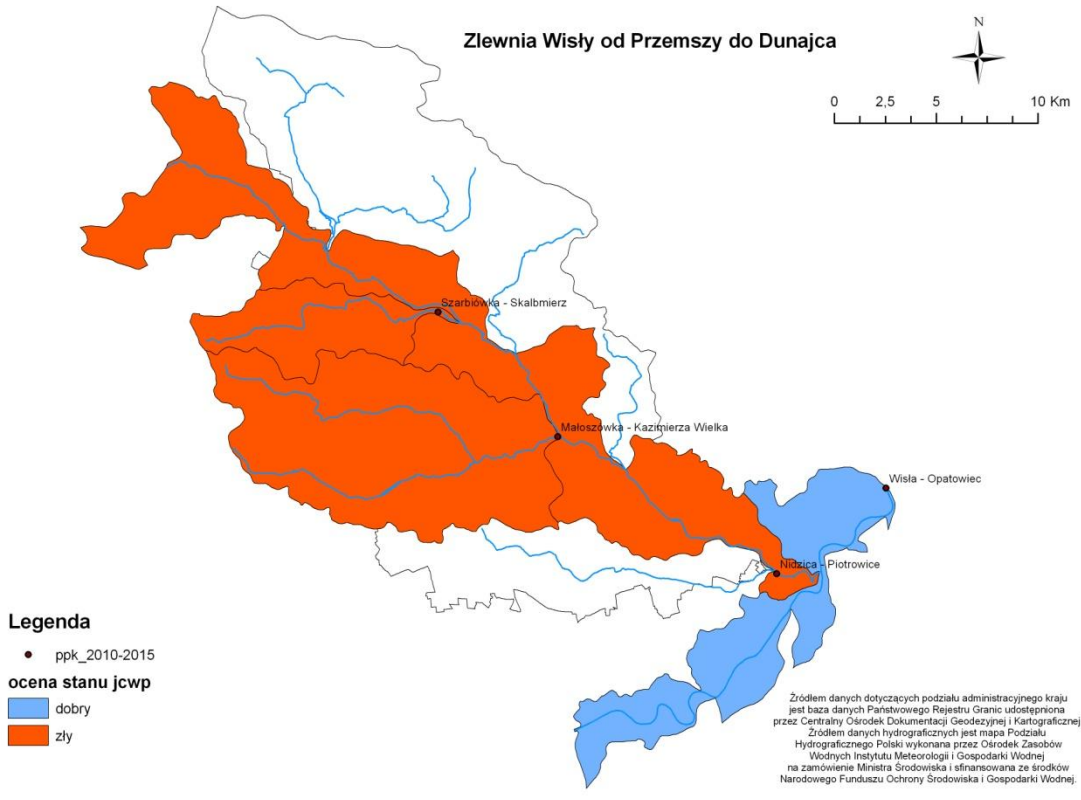 Zlewnia Wisły od Przemszy do Dunajca
N
0 2,5 5 10 Km
Szarbiówka - Skalbmierz
Małoszówka - Kazimierza Wielka
Wisła - Opatowiec
Nidzica - Piotrowice
Legenda
ppk_2010-2015
ocena stanu jcwp
dobry
zły
Źródłem danych dotyczących podziału administracyjnego kraju
jest baza danych Państwowego Rejestru Granic udostępniona
przez Centralny Ośrodek Dokumentacji Geodezyjnej i Kartograficznej
Źródłem danych hydrograficznych jest mapa Podziału
Hydrograficznego Polski wykonana przez Ośrodek Zasobów
Wodnych Instytutu Meteorologii i Gospodarki Wodnej
na zamówienie Ministra Środowiska i sfinansowana ze środków
Narodowego Funduszu Ochrony Środowiska i Gospodarki Wodnej.